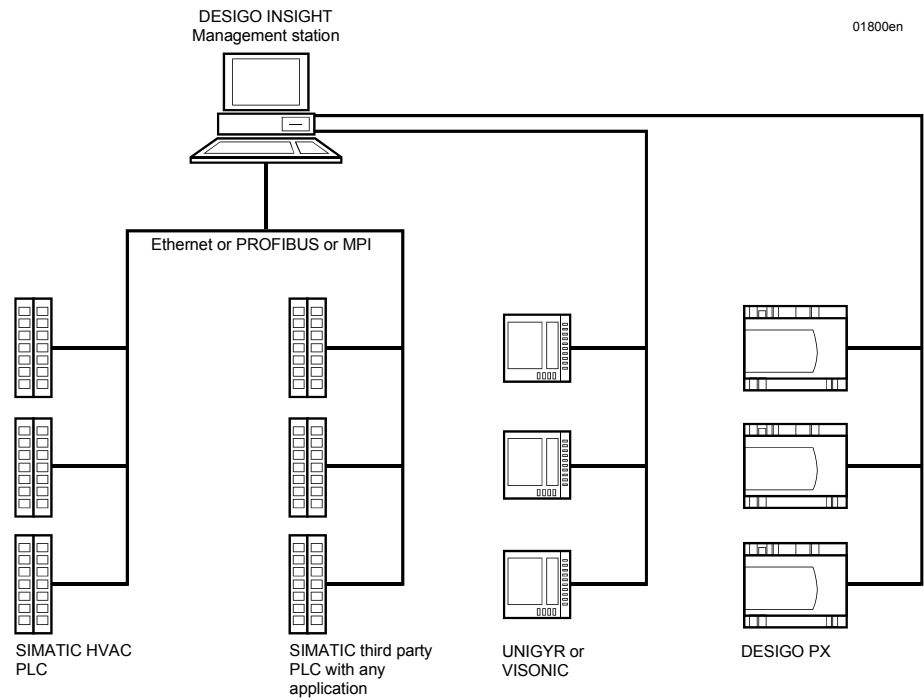 DESIGO INSIGHT
Management station
01800en
Ethernet or PROFIBUS or MPI
SIMATIC HVAC
PLC
SIMATIC third party
PLC with any
application
UNIGYR or
VISONIC
DESIGO PX